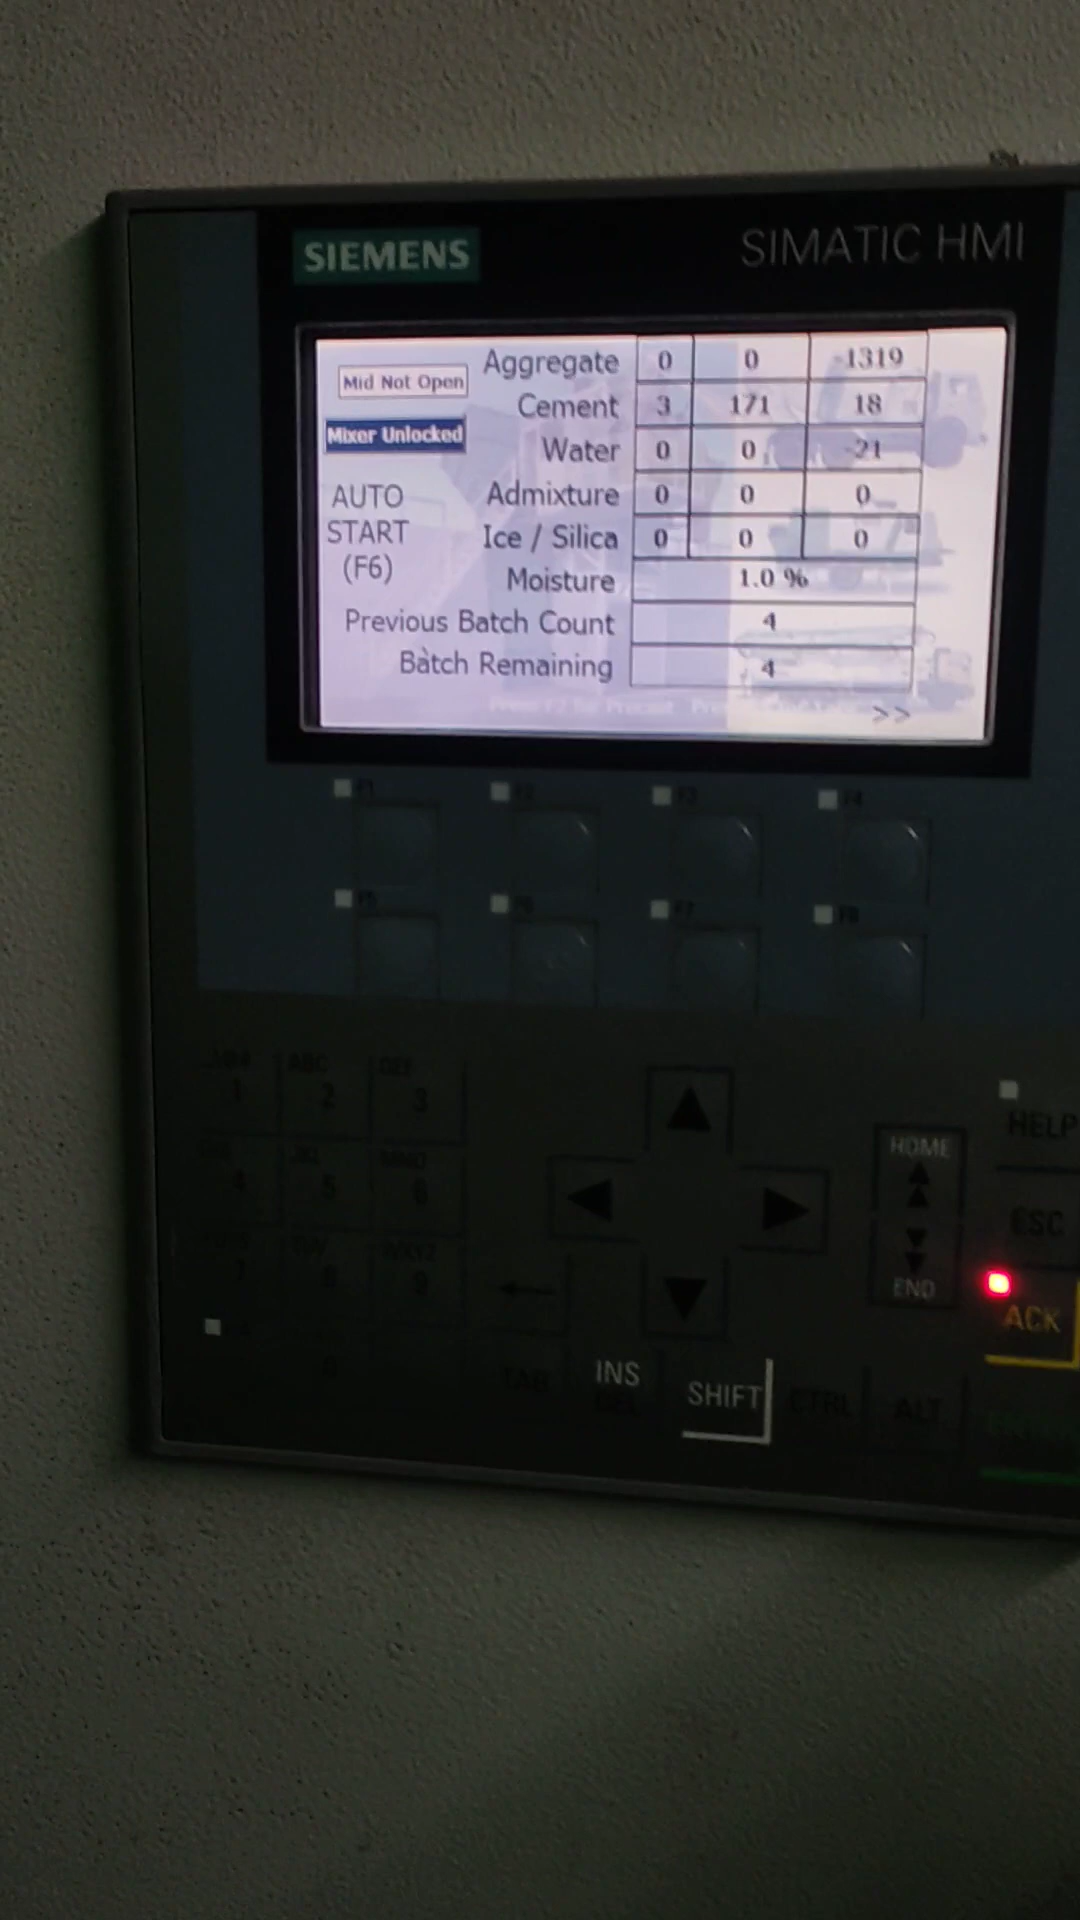 SIEMENS
SIMATIC HMI
Mid Not Open
Mixer Unlocked
AUTO
START
(F6)
Aggregate 0 0 -1319
Cement 3 171 18
Water 0 0 -21
Admixture 0 0 0
Ice / Silica 0 0 0
Moisture 1.0 %
Previous Batch Count 4
Batch Remaining 4
>>
F1 F2 F3 F4
F5 F6 F7 F8
ABC DEF
1 2 3
JKL MNO
4 5 6
TUV WXYZ
7 8 9
0
HOME
END
HELP
ESC
ACK
TAB
INS
DEL
SHIFT
CTRL
ALT